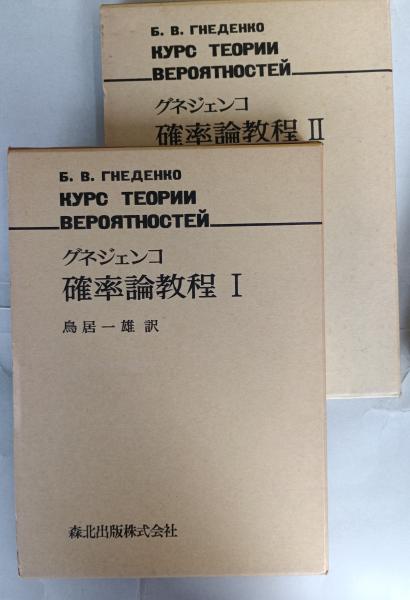 Б. В. ГНЕДЕНКО
КУРС ТЕОРИИ
ВЕРОЯТНОСТЕЙ
グネジェンコ
確率論教程 II
Б. В. ГНЕДЕНКО
КУРС ТЕОРИИ
ВЕРОЯТНОСТЕЙ
グネジェンコ
確率論教程 I
鳥居一雄 訳
森北出版株式会社